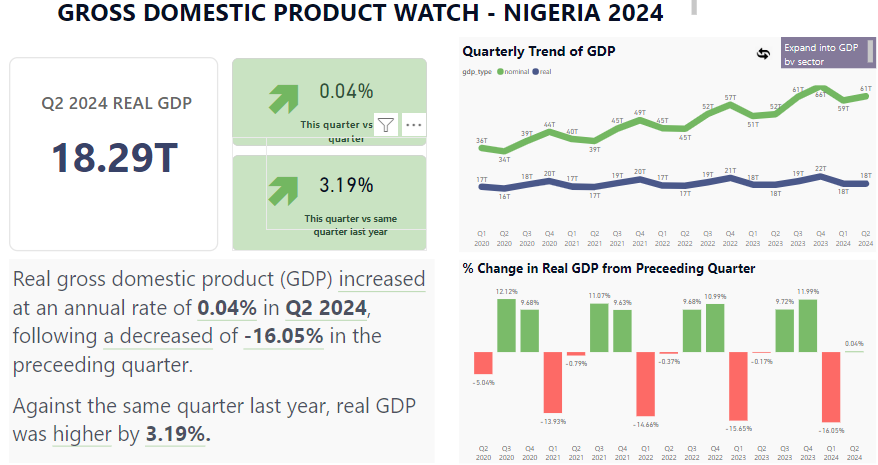 GROSS DOMESTIC PRODUCT WATCH - NIGERIA 2024
Q2 2024 REAL GDP
18.29T
0.04%
This quarter vs
quarter
3.19%
This quarter vs same
quarter last year
Real gross domestic product (GDP) increased
at an annual rate of 0.04% in Q2 2024,
following a decreased of -16.05% in the
preceeding quarter.
Against the same quarter last year, real GDP
was higher by 3.19%.
Quarterly Trend of GDP
Expand into GDP
by sector
gdp_type nominal real
36T 34T 39T 44T 40T 39T 45T 49T 45T 45T 52T 57T 51T 52T 61T 66T 59T 61T
17T 16T 18T 20T 17T 17T 19T 20T 17T 17T 19T 21T 18T 18T 19T 22T 18T 18T
Q1 Q2 Q3 Q4 Q1 Q2 Q3 Q4 Q1 Q2 Q3 Q4 Q1 Q2 Q3 Q4 Q1 Q2
2020 2020 2020 2020 2021 2021 2021 2021 2022 2022 2022 2022 2023 2023 2023 2023 2024 2024
% Change in Real GDP from Preceeding Quarter
-5.04% 12.12% 9.68% -13.93% -0.79% 11.07% 9.63% -14.66% -0.37% 9.68% 10.99% -15.65% -0.17% 9.72% 11.99% -16.05% 0.04%
Q2 Q3 Q4 Q1 Q2 Q3 Q4 Q1 Q2 Q3 Q4 Q1 Q2 Q3 Q4 Q1 Q2
2020 2020 2020 2021 2021 2021 2021 2022 2022 2022 2022 2023 2023 2023 2023 2024 2024